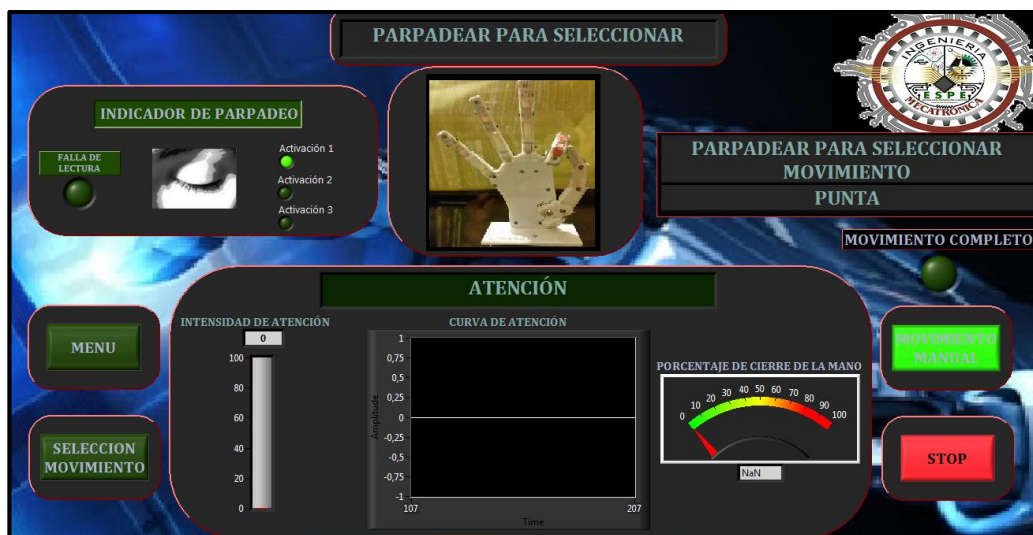 PARPADEAR PARA SELECCIONAR
INGENIERIA
ESPE
MECATRÓNICA
INDICADOR DE PARPADEO
FALLA DE
LECTURA
Activación 1
Activación 2
Activación 3
PARPADEAR PARA SELECCIONAR
MOVIMIENTO
PUNTA
MOVIMIENTO COMPLETO
ATENCIÓN
MENU
SELECCION
MOVIMIENTO
INTENSIDAD DE ATENCIÓN
0
100
80
60
40
20
0
CURVA DE ATENCIÓN
Amplitude
1
0,75
0,5
0,25
0
-0,25
-0,5
-0,75
-1
107
207
Time
PORCENTAJE DE CIERRE DE LA MANO
0
10
20
30
40
50
60
70
80
90
100
NaN
MOVIMIENTO
MANUAL
STOP